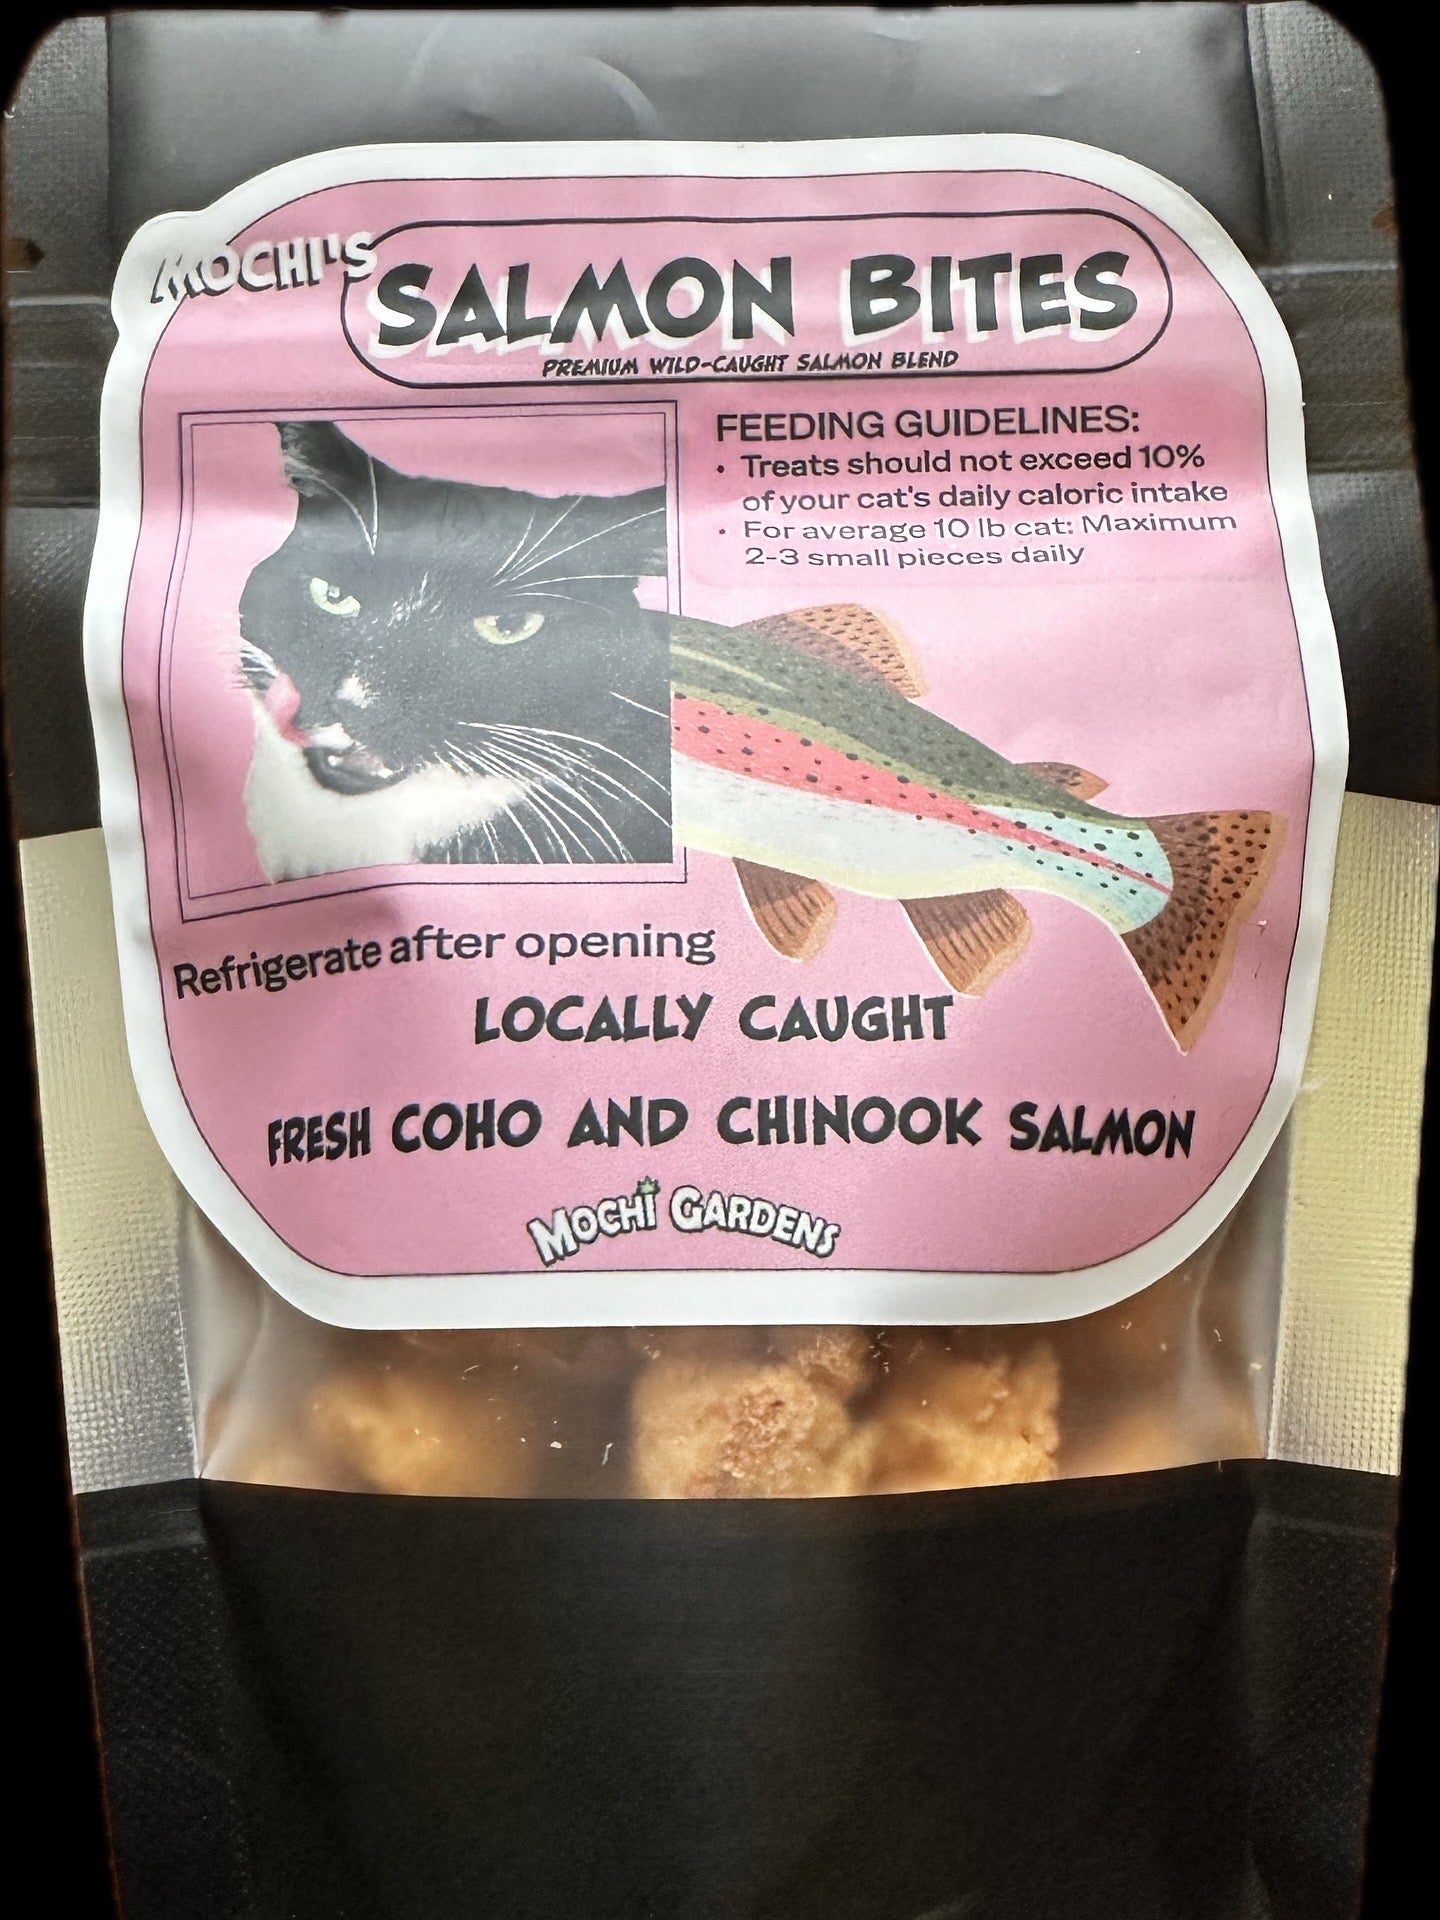 MOCHI'S
SALMON BITES
PREMIUM WILD-CAUGHT SALMON BLEND
FEEDING GUIDELINES:
• Treats should not exceed 10%
of your cat's daily caloric intake
• For average 10 lb cat: Maximum
2-3 small pieces daily
Refrigerate after opening
LOCALLY CAUGHT
FRESH COHO AND CHINOOK SALMON
MOCHI GARDENS